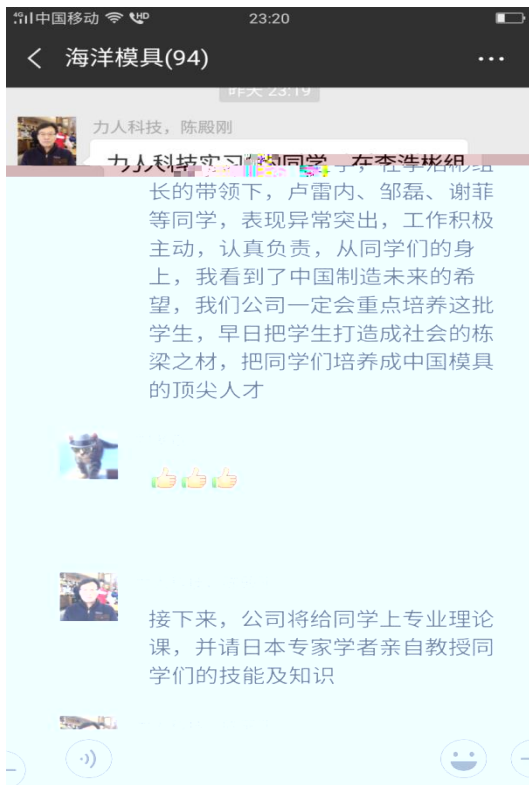 中国移动
23:20
海洋模具(94)
昨天 23:19
力人科技，陈殿刚
长的带领下，卢雷内、邹磊、谢菲
等同学，表现异常突出，工作积极
主动，认真负责，从同学们的身
上，我看到了中国制造未来的希
望，我们公司一定会重点培养这批
学生，早日把学生打造成社会的栋
梁之材，把同学们培养成中国模具
的顶尖人才
接下来，公司将给同学上专业理论
课，并请日本专家学者亲自教授同
学们的技能及知识